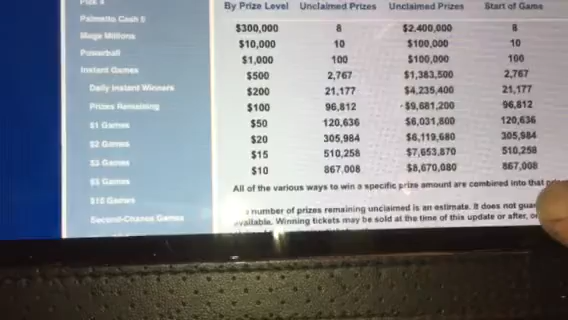 Palmetto Cash 5
Mega Millions
Powerball
Instant Games
Daily Instant Winners
Prizes Remaining
$1 Games
$2 Games
$3 Games
$5 Games
$10 Games
Second-Chance Games
By Prize Level Unclaimed Prizes Unclaimed Prizes Start of Game
$300,000 8 $2,400,000 8
$10,000 10 $100,000 10
$1,000 100 $100,000 100
$500 2,767 $1,383,500 2,767
$200 21,177 $4,235,400 21,177
$100 96,812 $9,681,200 96,812
$50 120,636 $6,031,800 120,636
$20 305,984 $6,119,680 305,984
$15 510,258 $7,653,870 510,258
$10 867,008 $8,670,080 867,008
All of the various ways to win a specific prize amount are combined into that
number of prizes remaining unclaimed is an estimate. It does not
available. Winning tickets may be sold at the time of this update or after,